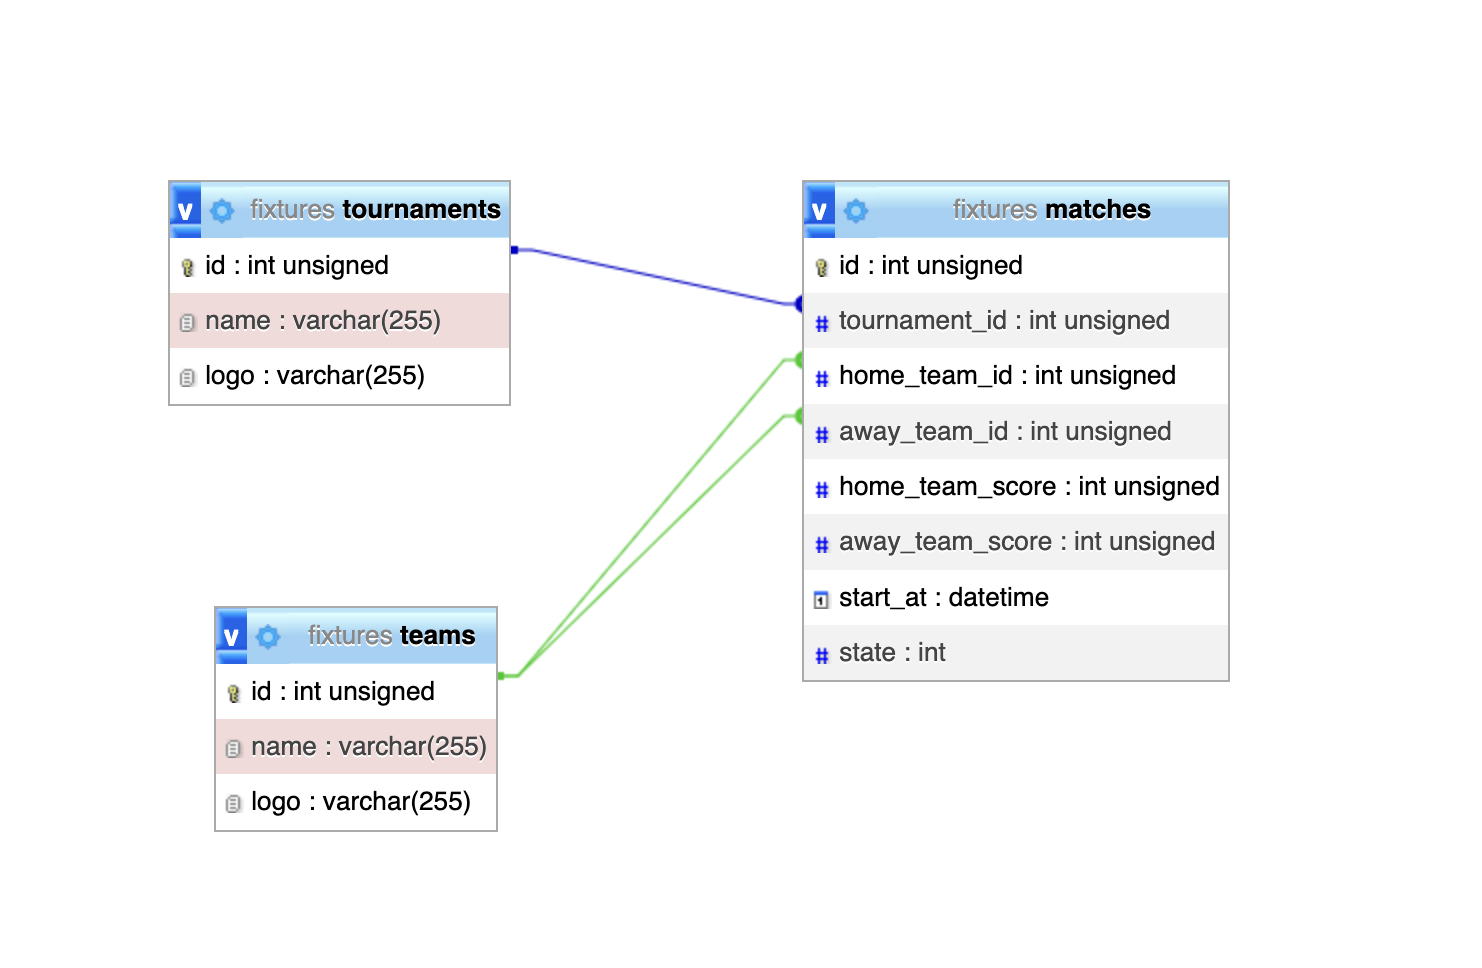 v fixtures tournaments
id : int unsigned
name : varchar(255)
logo : varchar(255)
v fixtures matches
id : int unsigned
# tournament_id : int unsigned
# home_team_id : int unsigned
# away_team_id : int unsigned
# home_team_score : int unsigned
# away_team_score : int unsigned
1 start_at : datetime
# state : int
v fixtures teams
id : int unsigned
name : varchar(255)
logo : varchar(255)